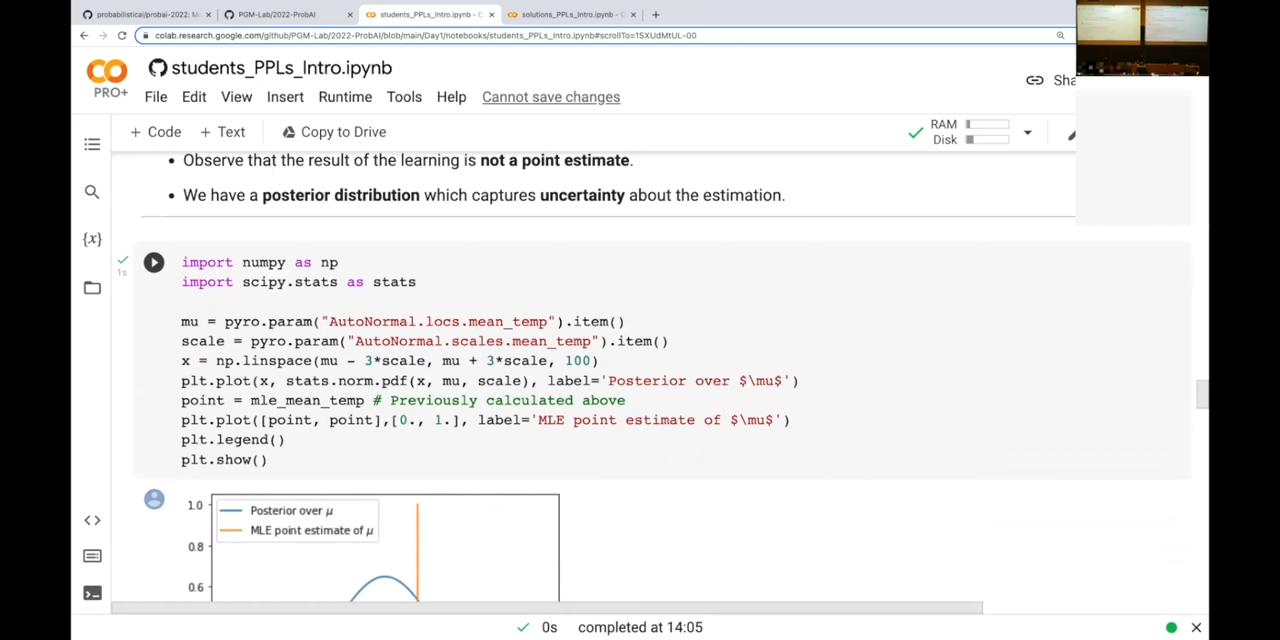 probabilistical/probai-2022: M
PGM-Lab/2022-ProbAI
students_PPLs_Intro.ipynb - C
solutions_PPLs_Intro.ipynb - C
colab.research.google.com/github/PGM-Lab/2022-ProbAI/blob/main/Day1/notebooks/students_PPLs_Intro.ipynb#scrollTo=1SXUdMtUL-00
PRO+
students_PPLs_Intro.ipynb
Sha
File Edit View Insert Runtime Tools Help Cannot save changes
+ Code + Text Copy to Drive
RAM
Disk
• Observe that the result of the learning is not a point estimate.
• We have a posterior distribution which captures uncertainty about the estimation.
{x}
1s
import numpy as np
import scipy.stats as stats
mu = pyro.param("AutoNormal.locs.mean_temp").item()
scale = pyro.param("AutoNormal.scales.mean_temp").item()
x = np.linspace(mu - 3*scale, mu + 3*scale, 100)
plt.plot(x, stats.norm.pdf(x, mu, scale), label='Posterior over $\mu$')
point = mle_mean_temp # Previously calculated above
plt.plot([point, point],[0., 1.], label='MLE point estimate of $\mu$')
plt.legend()
plt.show()
1.0
Posterior over μ
MLE point estimate of μ
0.8
0.6
0s completed at 14:05